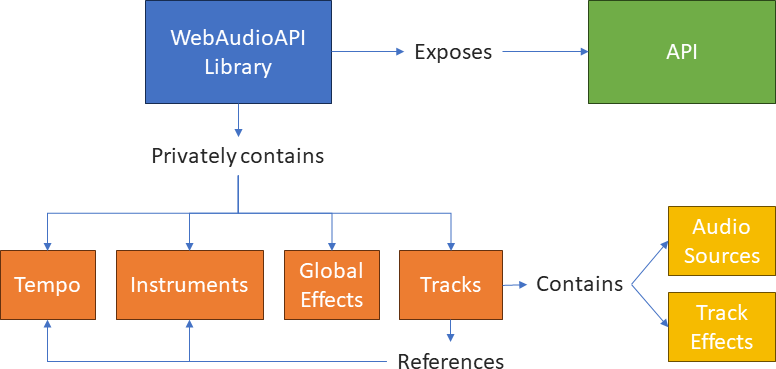 WebAudioAPI
Library
Exposes
API
Privately contains
Tempo
Instruments
Global
Effects
Tracks
Contains
Audio
Sources
Track
Effects
References